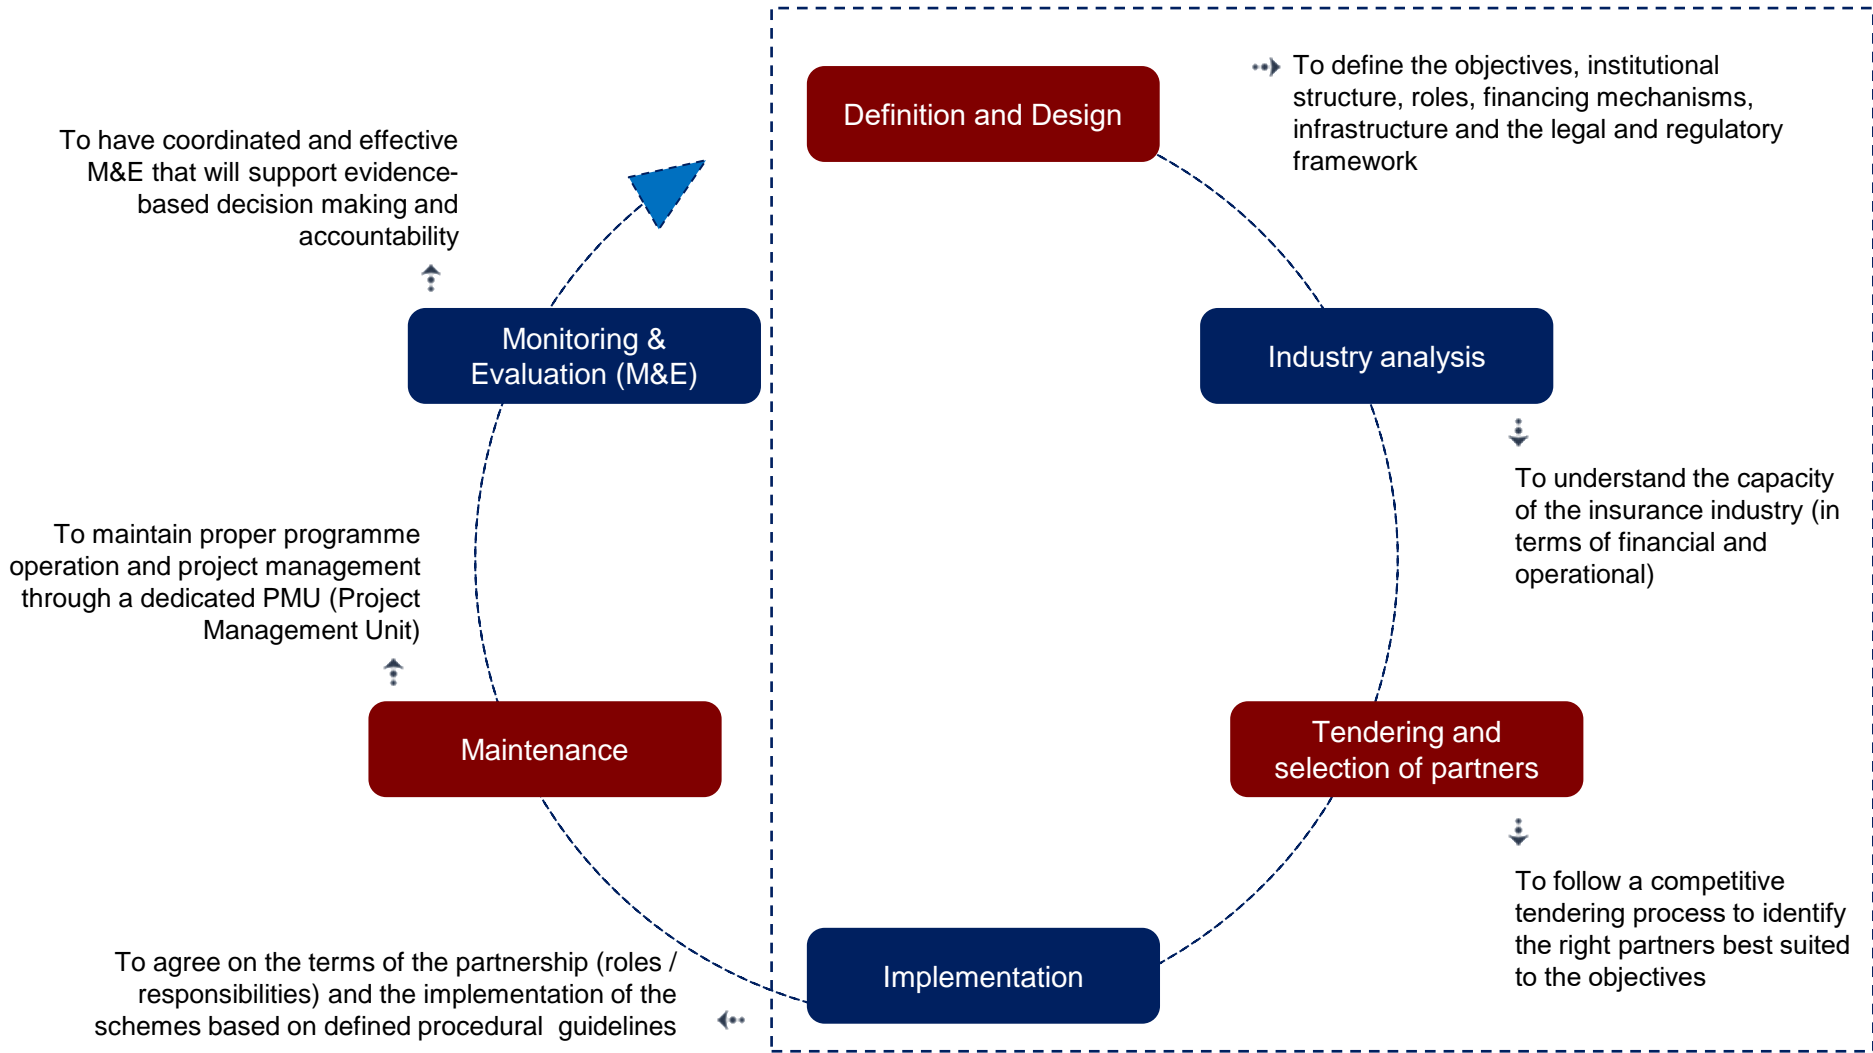 Definition and Design
To define the objectives, institutional
structure, roles, financing mechanisms,
infrastructure and the legal and regulatory
framework
Industry analysis
To understand the capacity
of the insurance industry (in
terms of financial and
operational)
Tendering and
selection of partners
To follow a competitive
tendering process to identify
the right partners best suited
to the objectives
Implementation
To agree on the terms of the partnership (roles /
responsibilities) and the implementation of the
schemes based on defined procedural  guidelines
Maintenance
To maintain proper programme
operation and project management
through a dedicated PMU (Project
Management Unit)
Monitoring &
Evaluation (M&E)
To have coordinated and effective
M&E that will support evidence-
based decision making and
accountability